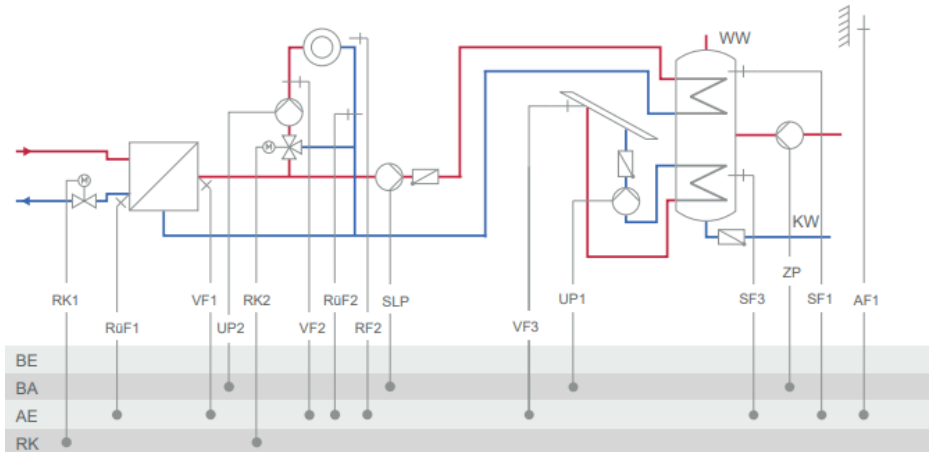 WW
M
M
KW
ZP
RK1
VF1
RK2
RüF2
SLP
UP1
SF3
SF1
AF1
RüF1
UP2
VF2
RF2
VF3
BE
BA
AE
RK